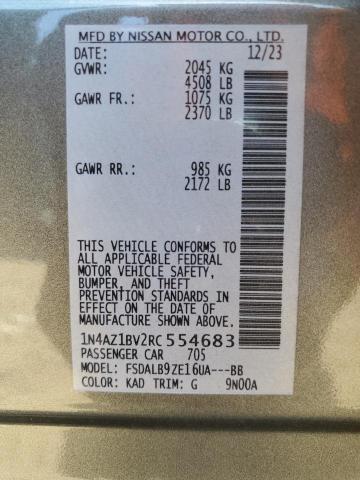 MFD BY NISSAN MOTOR CO., LTD.
DATE: 12/23
GVWR: 2045 KG
4508 LB
GAWR FR.: 1075 KG
2370 LB
GAWR RR.: 985 KG
2172 LB
THIS VEHICLE CONFORMS TO
ALL APPLICABLE FEDERAL
MOTOR VEHICLE SAFETY,
BUMPER, AND THEFT
PREVENTION STANDARDS IN
EFFECT ON THE DATE OF
MANUFACTURE SHOWN ABOVE.
1N4AZ1BV2RC554683
PASSENGER CAR 705
MODEL: FSDALB9ZE16UA---BB
COLOR: KAD TRIM: G 9N00A